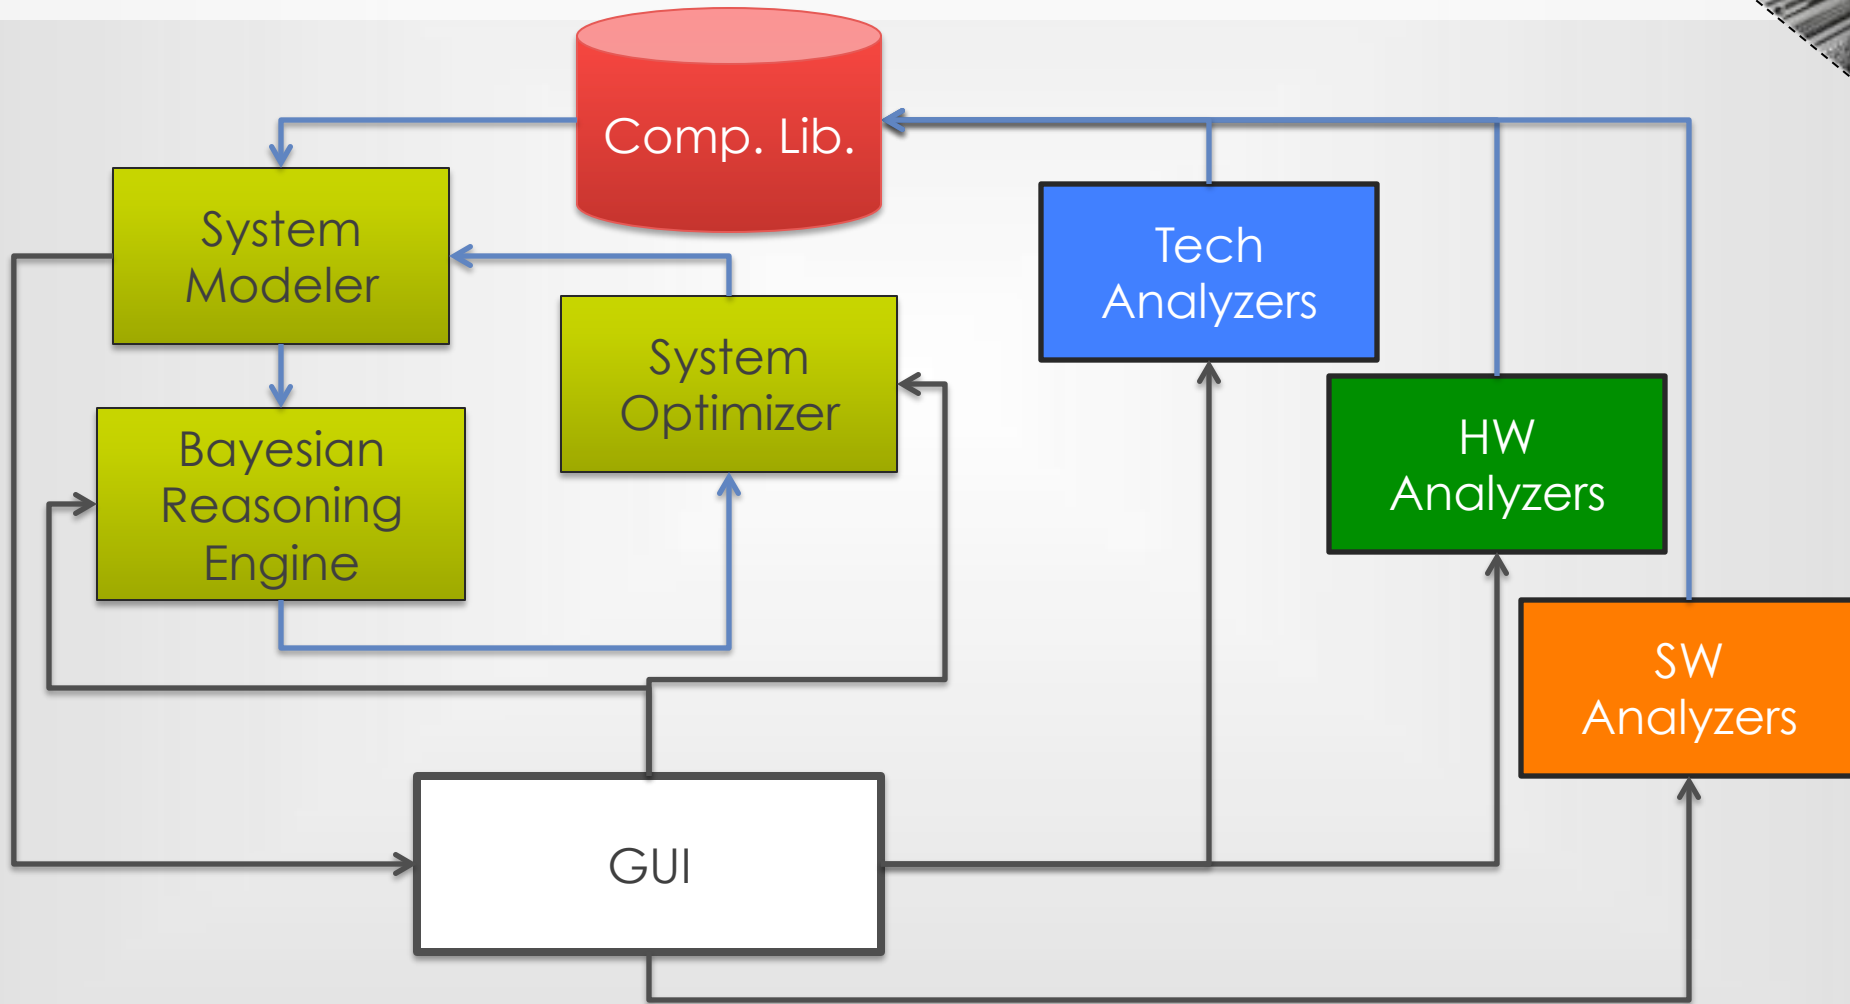 Comp. Lib.
System
Modeler
Tech
Analyzers
System
Optimizer
Bayesian
Reasoning
Engine
HW
Analyzers
SW
Analyzers
GUI